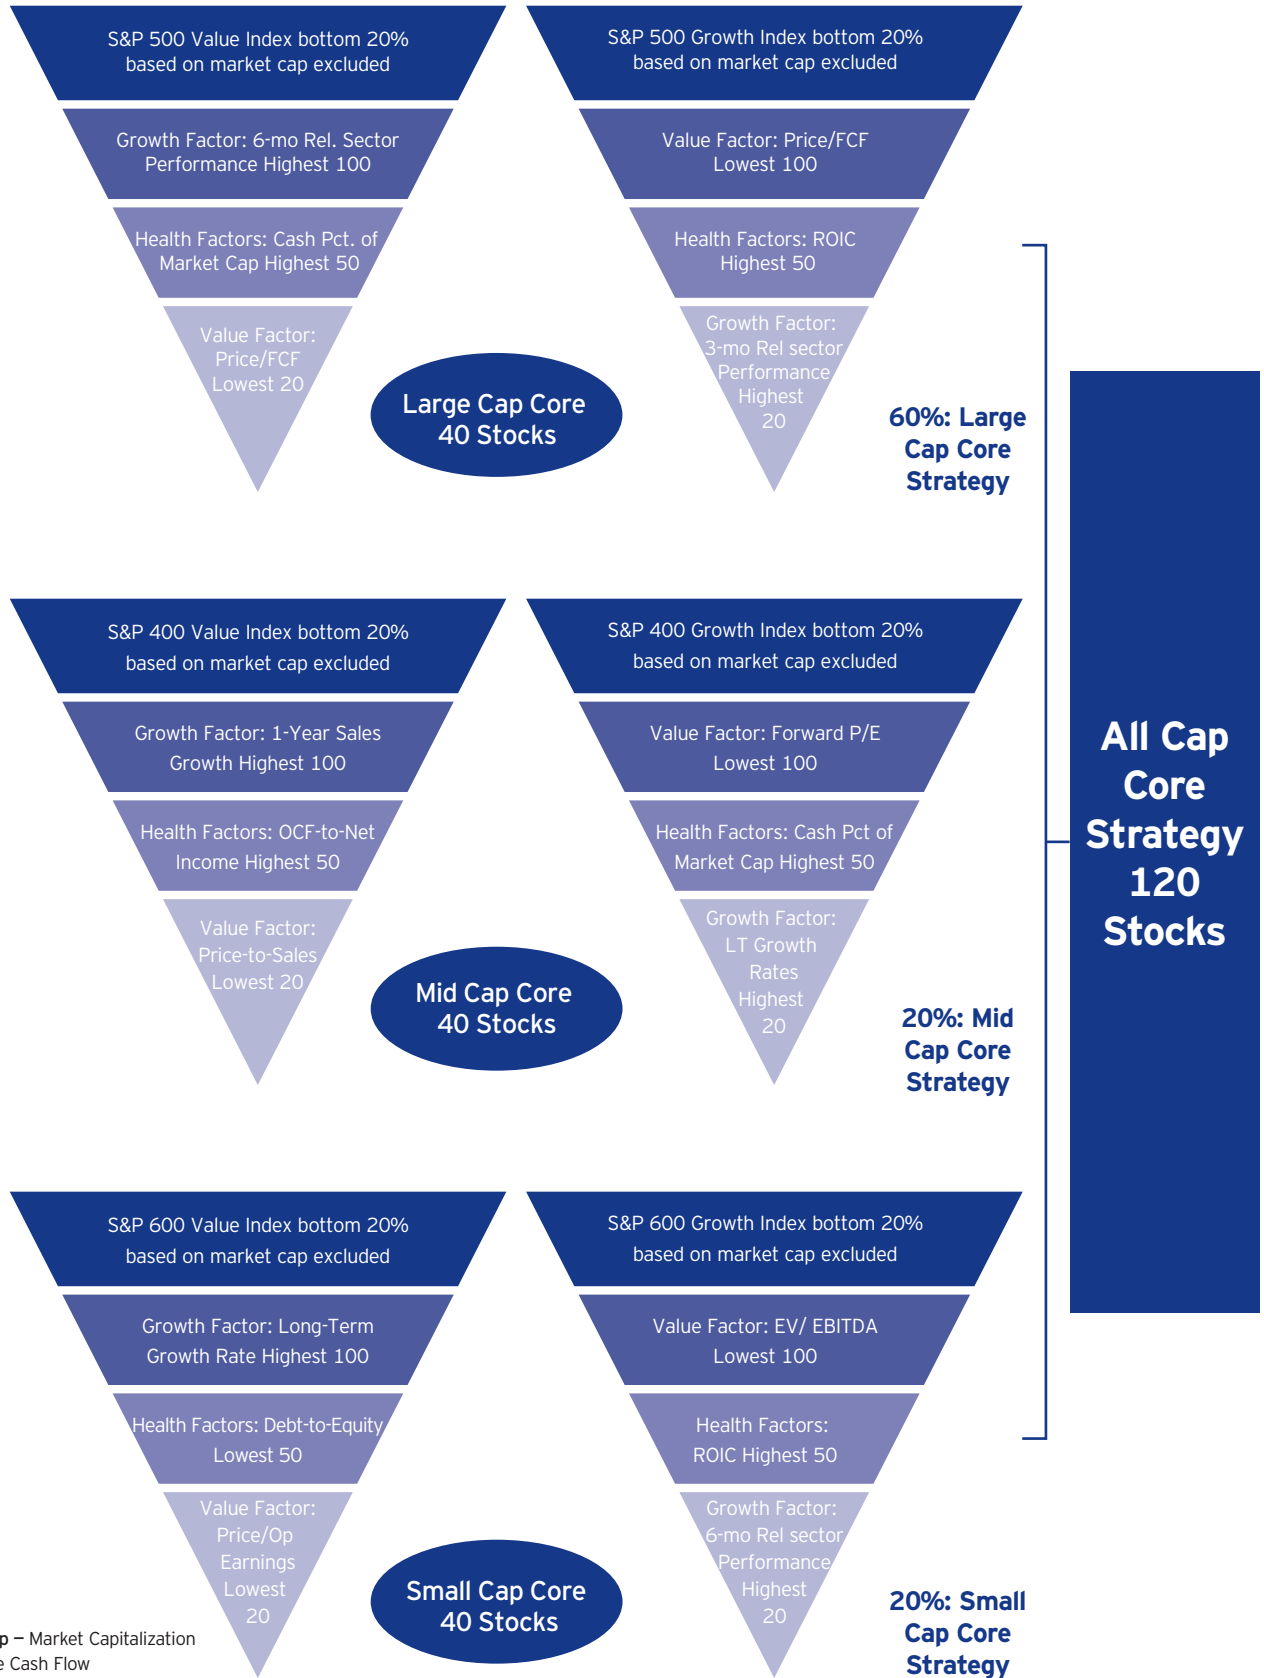 S&P 500 Value Index bottom 20%
based on market cap excluded
Growth Factor: 6-mo Rel. Sector
Performance Highest 100
Health Factors: Cash Pct. of
Market Cap Highest 50
Value Factor:
Price/FCF
Lowest 20
S&P 500 Growth Index bottom 20%
based on market cap excluded
Value Factor: Price/FCF
Lowest 100
Health Factors: ROIC
Highest 50
Growth Factor:
3-mo Rel sector
Performance
Highest
20
Large Cap Core
40 Stocks
60%: Large
Cap Core
Strategy
S&P 400 Value Index bottom 20%
based on market cap excluded
Growth Factor: 1-Year Sales
Growth Highest 100
Health Factors: OCF-to-Net
Income Highest 50
Value Factor:
Price-to-Sales
Lowest 20
S&P 400 Growth Index bottom 20%
based on market cap excluded
Value Factor: Forward P/E
Lowest 100
Health Factors: Cash Pct of
Market Cap Highest 50
Growth Factor:
LT Growth
Rates
Highest
20
Mid Cap Core
40 Stocks
20%: Mid
Cap Core
Strategy
All Cap
Core
Strategy
120
Stocks
S&P 600 Value Index bottom 20%
based on market cap excluded
Growth Factor: Long-Term
Growth Rate Highest 100
Health Factors: Debt-to-Equity
Lowest 50
Value Factor:
Price/Op
Earnings
Lowest
20
S&P 600 Growth Index bottom 20%
based on market cap excluded
Value Factor: EV/ EBITDA
Lowest 100
Health Factors:
ROIC Highest 50
Growth Factor:
6-mo Rel sector
Performance
Highest
20
Small Cap Core
40 Stocks
20%: Small
Cap Core
Strategy
– Market Capitalization
Cash Flow